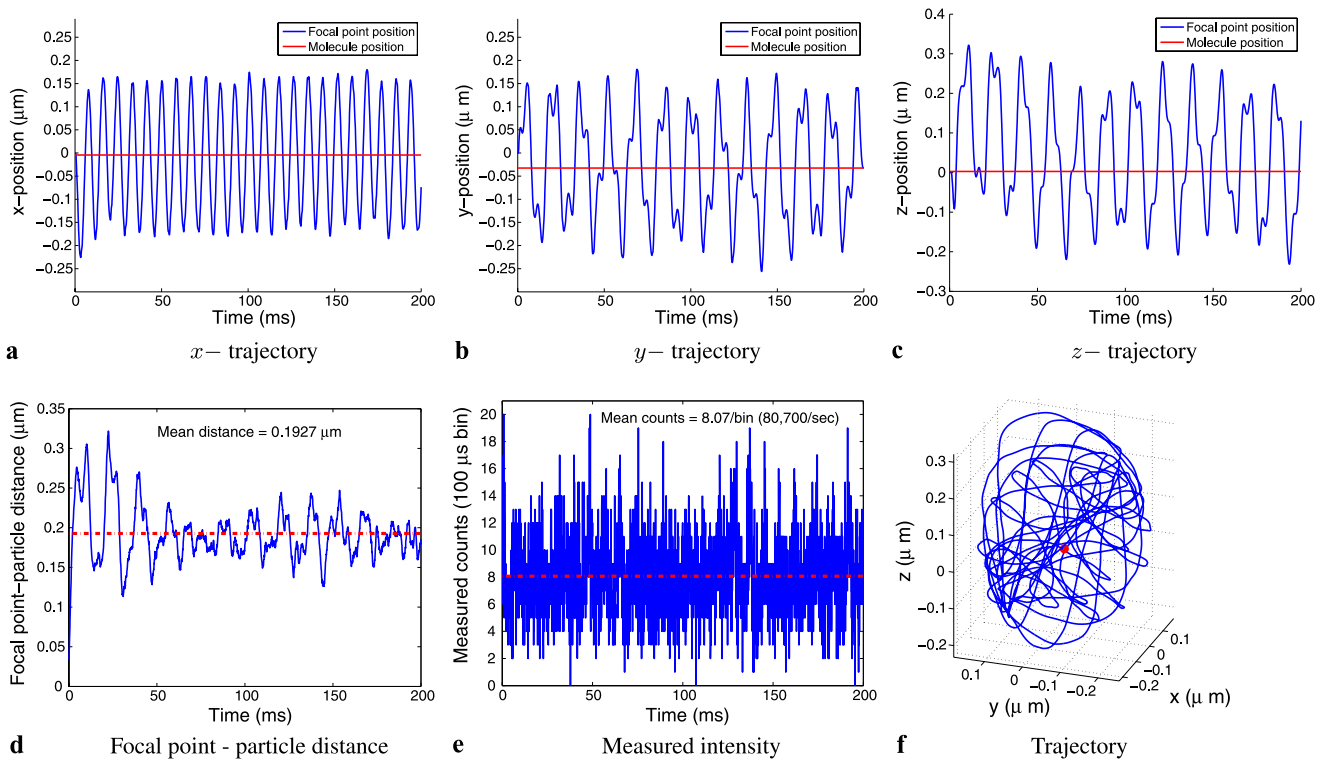 0.25
0.2
0.15
0.1
0.05
0
−0.05
−0.1
−0.15
−0.2
−0.25
x−position (μm)
Focal point position
Molecule position
0
50
100
150
200
Time (ms)
a
x− trajectory
0.25
0.2
0.15
0.1
0.05
0
−0.05
−0.1
−0.15
−0.2
−0.25
y−position (μ m)
Focal point position
Molecule position
0
50
100
150
200
Time (ms)
b
y− trajectory
0.4
0.3
0.2
0.1
0
−0.1
−0.2
−0.3
z−position (μ m)
Focal point position
Molecule position
0
50
100
150
200
Time (ms)
c
z− trajectory
0.35
0.3
0.25
0.2
0.15
0.1
0.05
0
Focal point−particle distance (μm)
Mean distance = 0.1927 μm
0
50
100
150
200
Time (ms)
d
Focal point - particle distance
20
18
16
14
12
10
8
6
4
2
0
Measured counts (100 μs bin)
Mean counts = 8.07/bin (80,700/sec)
0
50
100
150
200
Time (ms)
e
Measured intensity
0.3
0.2
0.1
0
−0.1
−0.2
z (μ m)
0.1
0
−0.1
−0.2
y (μ m)
0.1
0
−0.1
−0.2
x (μ m)
f
Trajectory